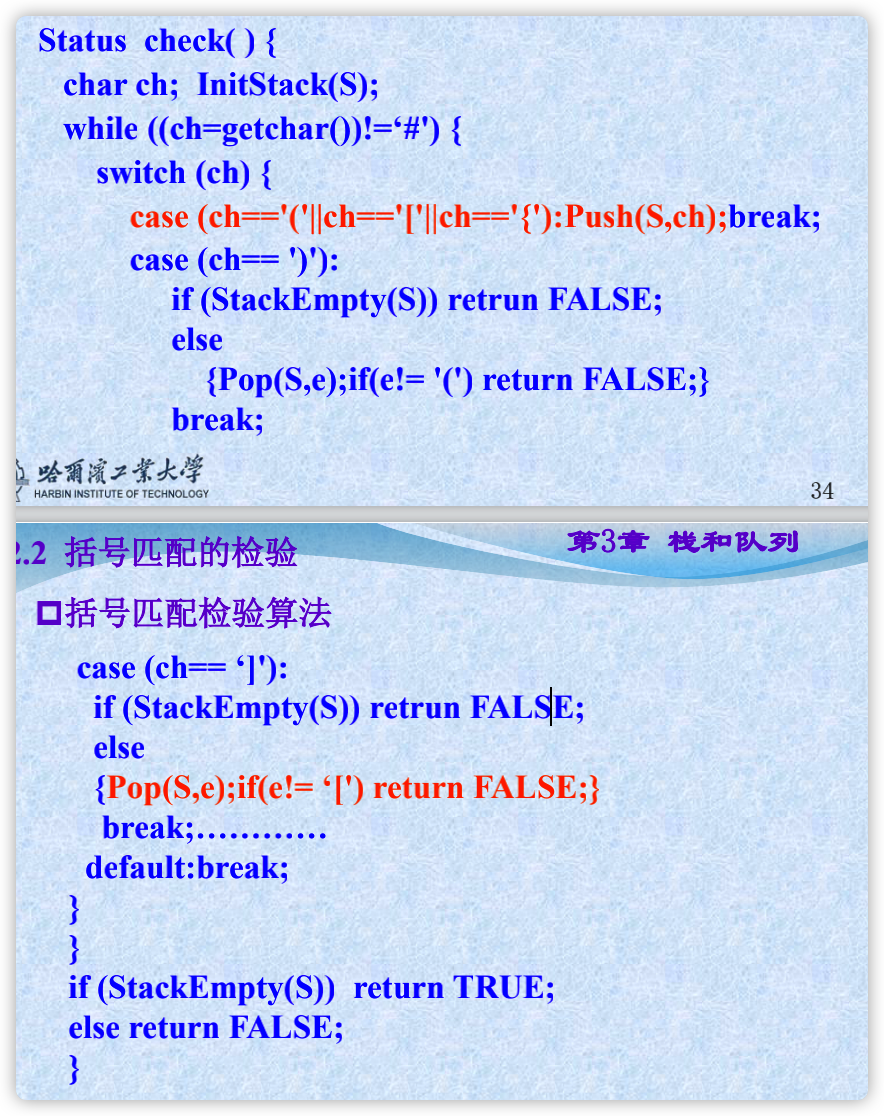 Status check( ) {
char ch; InitStack(S);
while ((ch=getchar())!=‘#') {
switch (ch) {
case (ch=='('||ch=='['||ch=='{'):Push(S,ch);break;
case (ch== ')'):
if (StackEmpty(S)) retrun FALSE;
else
{Pop(S,e);if(e!= '(') return FALSE;}
break;
哈爾濱工業大學
HARBIN INSTITUTE OF TECHNOLOGY
34
2.2 括号匹配的检验
第3章 栈和队列
括号匹配检验算法
case (ch== ‘]'):
if (StackEmpty(S)) retrun FALSE;
else
{Pop(S,e);if(e!= ‘[') return FALSE;}
break;…………
default:break;
}
}
if (StackEmpty(S)) return TRUE;
else return FALSE;
}